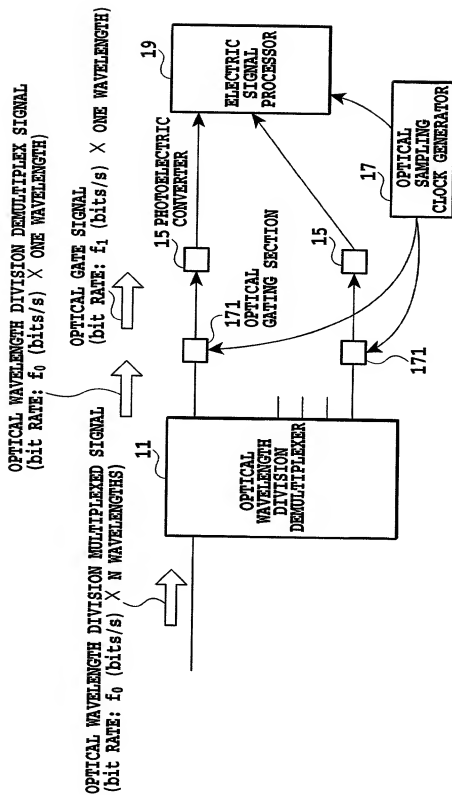 OPTICAL WAVELENGTH DIVISION MULTIPLEXED SIGNAL
(bit RATE: f0 (bits/s) X N WAVELENGTHS)
OPTICAL WAVELENGTH DIVISION DEMULTIPLEX SIGNAL
(bit RATE: f0 (bits/s) X ONE WAVELENGTH)
OPTICAL GATE SIGNAL
(bit RATE: f1 (bits/s) X ONE WAVELENGTH)
11
OPTICAL
WAVELENGTH
DIVISION
DEMULTIPLEXER
171 OPTICAL
GATING SECTION
15 PHOTOELECTRIC
CONVERTER
19
ELECTRIC
SIGNAL
PROCESSOR
171
15
17
OPTICAL
SAMPLING
CLOCK GENERATOR